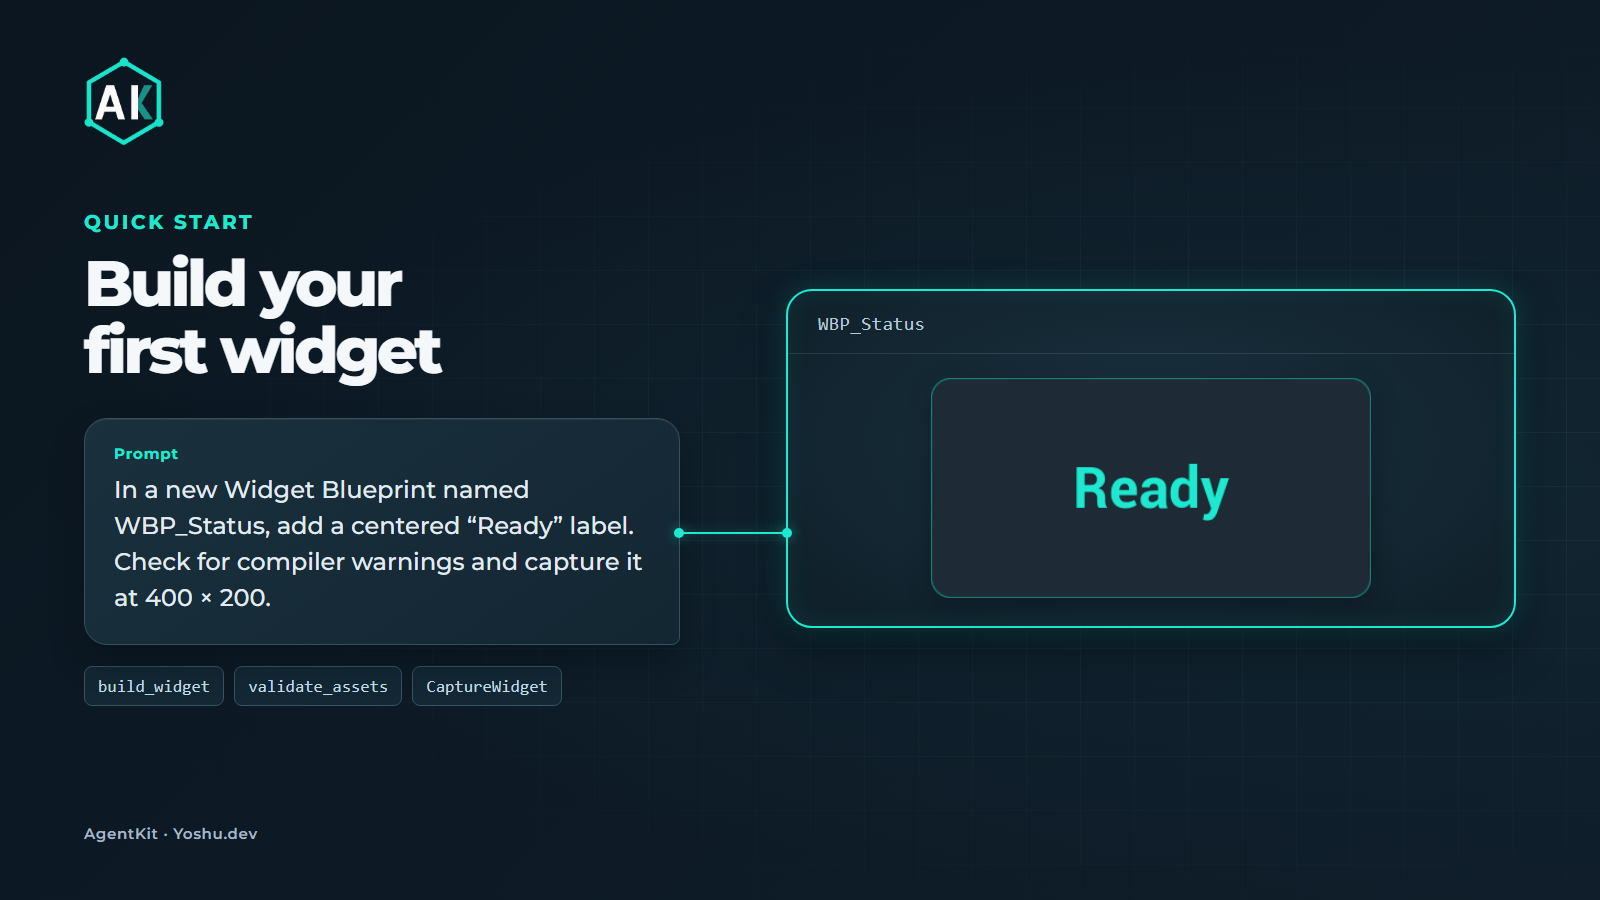 AK
QUICK START
Build your
first widget
Prompt
In a new Widget Blueprint named
WBP_Status, add a centered “Ready” label.
Check for compiler warnings and capture it
at 400 × 200.
build_widget
validate_assets
CaptureWidget
WBP_Status
Ready
AgentKit · Yoshu.dev